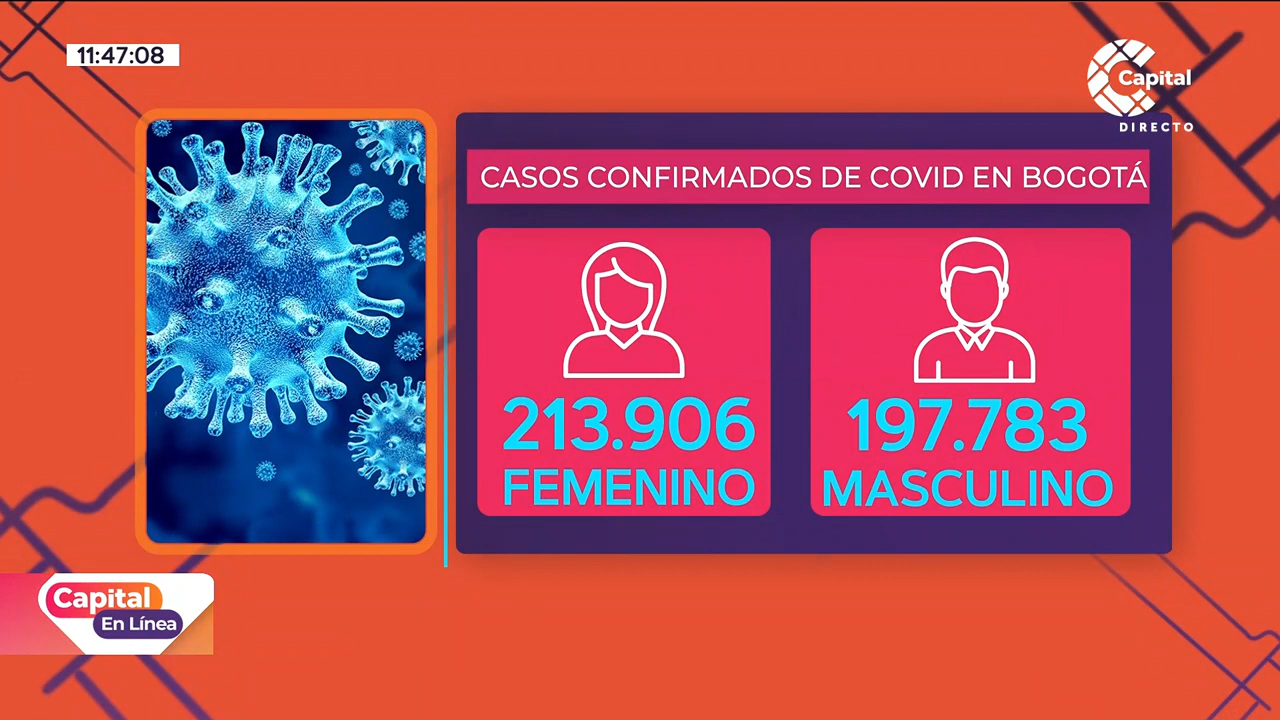 11:47:08
Capital
DIRECTO
CASOS CONFIRMADOS DE COVID EN BOGOTÁ
213.906
FEMENINO
197.783
MASCULINO
Capital
En Línea